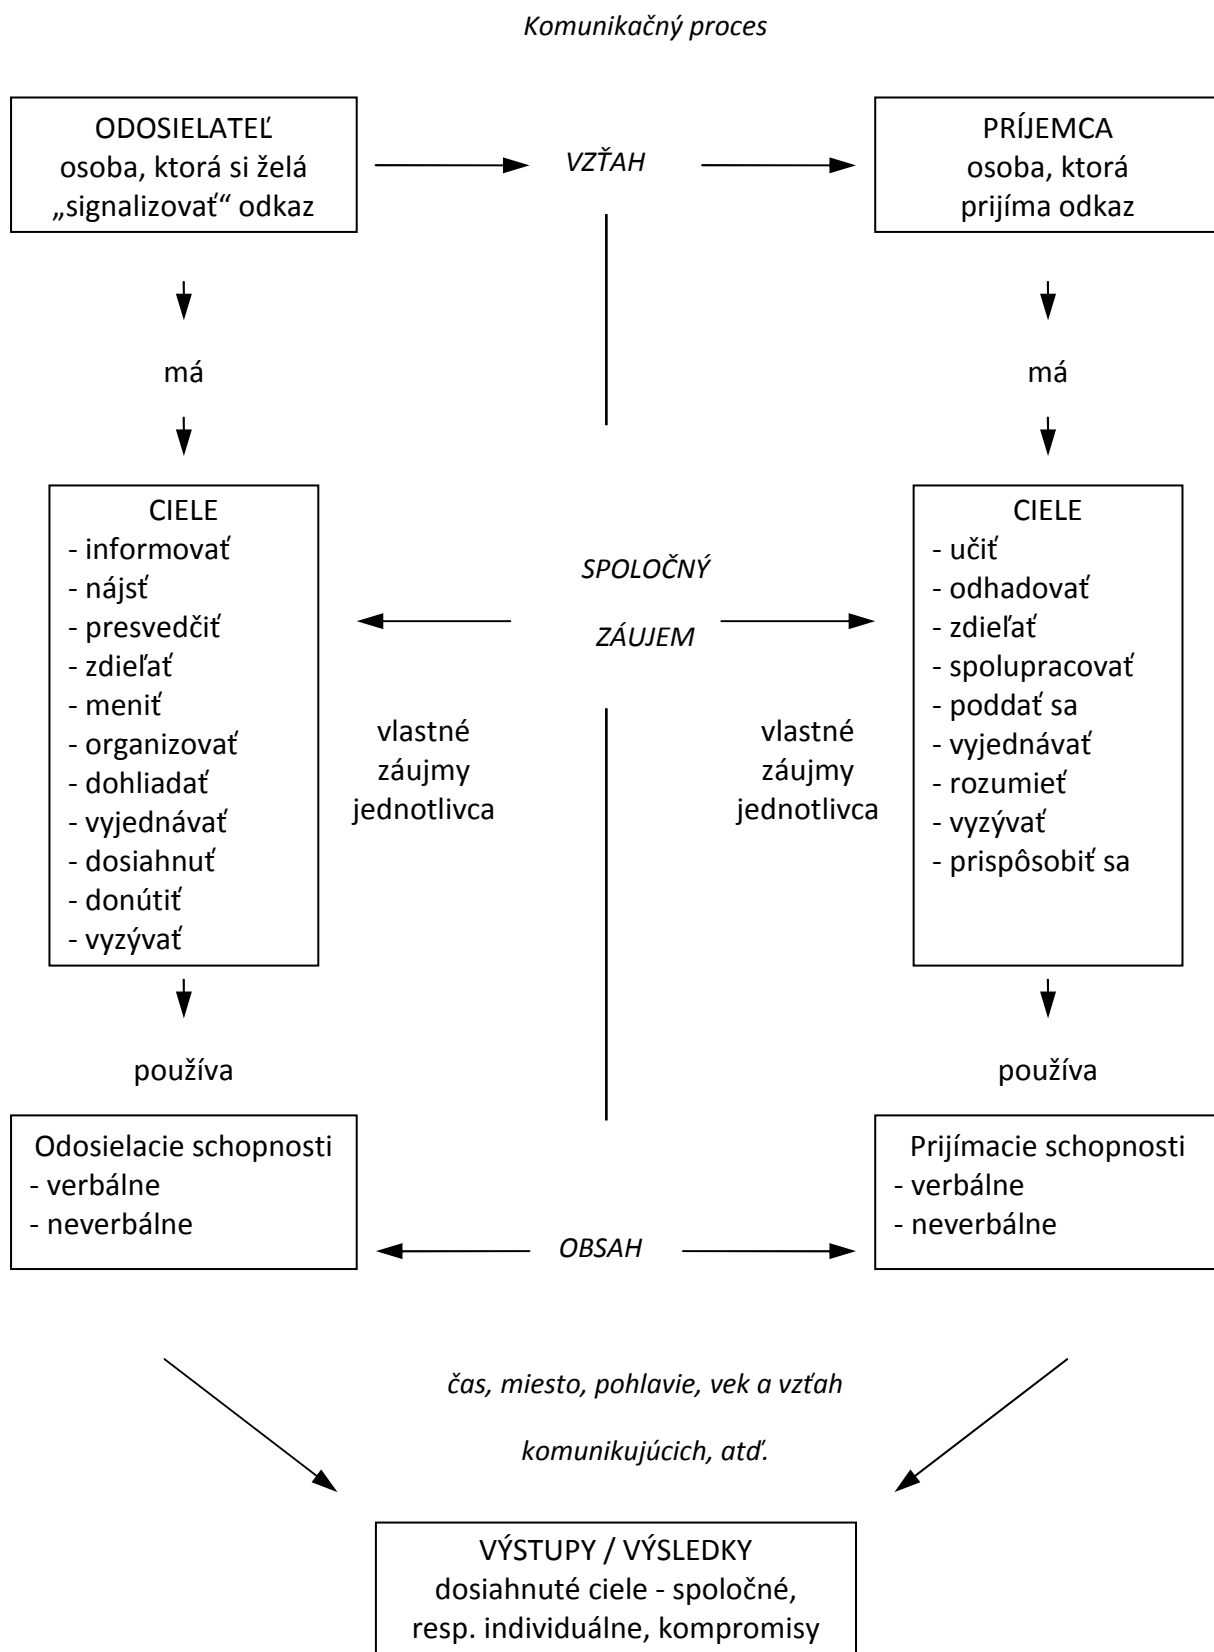 Komunikačný proces
ODOSIELATEĽ
osoba, ktorá si želá
„signalizovať“ odkaz
VZŤAH
PRÍJEMCA
osoba, ktorá
prijíma odkaz
má
má
CIELE
- informovať
- nájsť
- presvedčiť
- zdieľať
- meniť
- organizovať
- dohliadať
- vyjednávať
- dosiahnuť
- donútiť
- vyzývať
SPOLOČNÝ
ZÁUJEM
vlastné
záujmy
jednotlivca
vlastné
záujmy
jednotlivca
CIELE
- učiť
- odhadovať
- zdieľať
- spolupracovať
- poddať sa
- vyjednávať
- rozumieť
- vyzývať
- prispôsobiť sa
používa
používa
Odosielacie schopnosti
- verbálne
- neverbálne
OBSAH
Prijímacie schopnosti
- verbálne
- neverbálne
čas, miesto, pohlavie, vek a vzťah
komunikujúcich, atď.
VÝSTUPY / VÝSLEDKY
dosiahnuté ciele - spoločné,
resp. individuálne, kompromisy